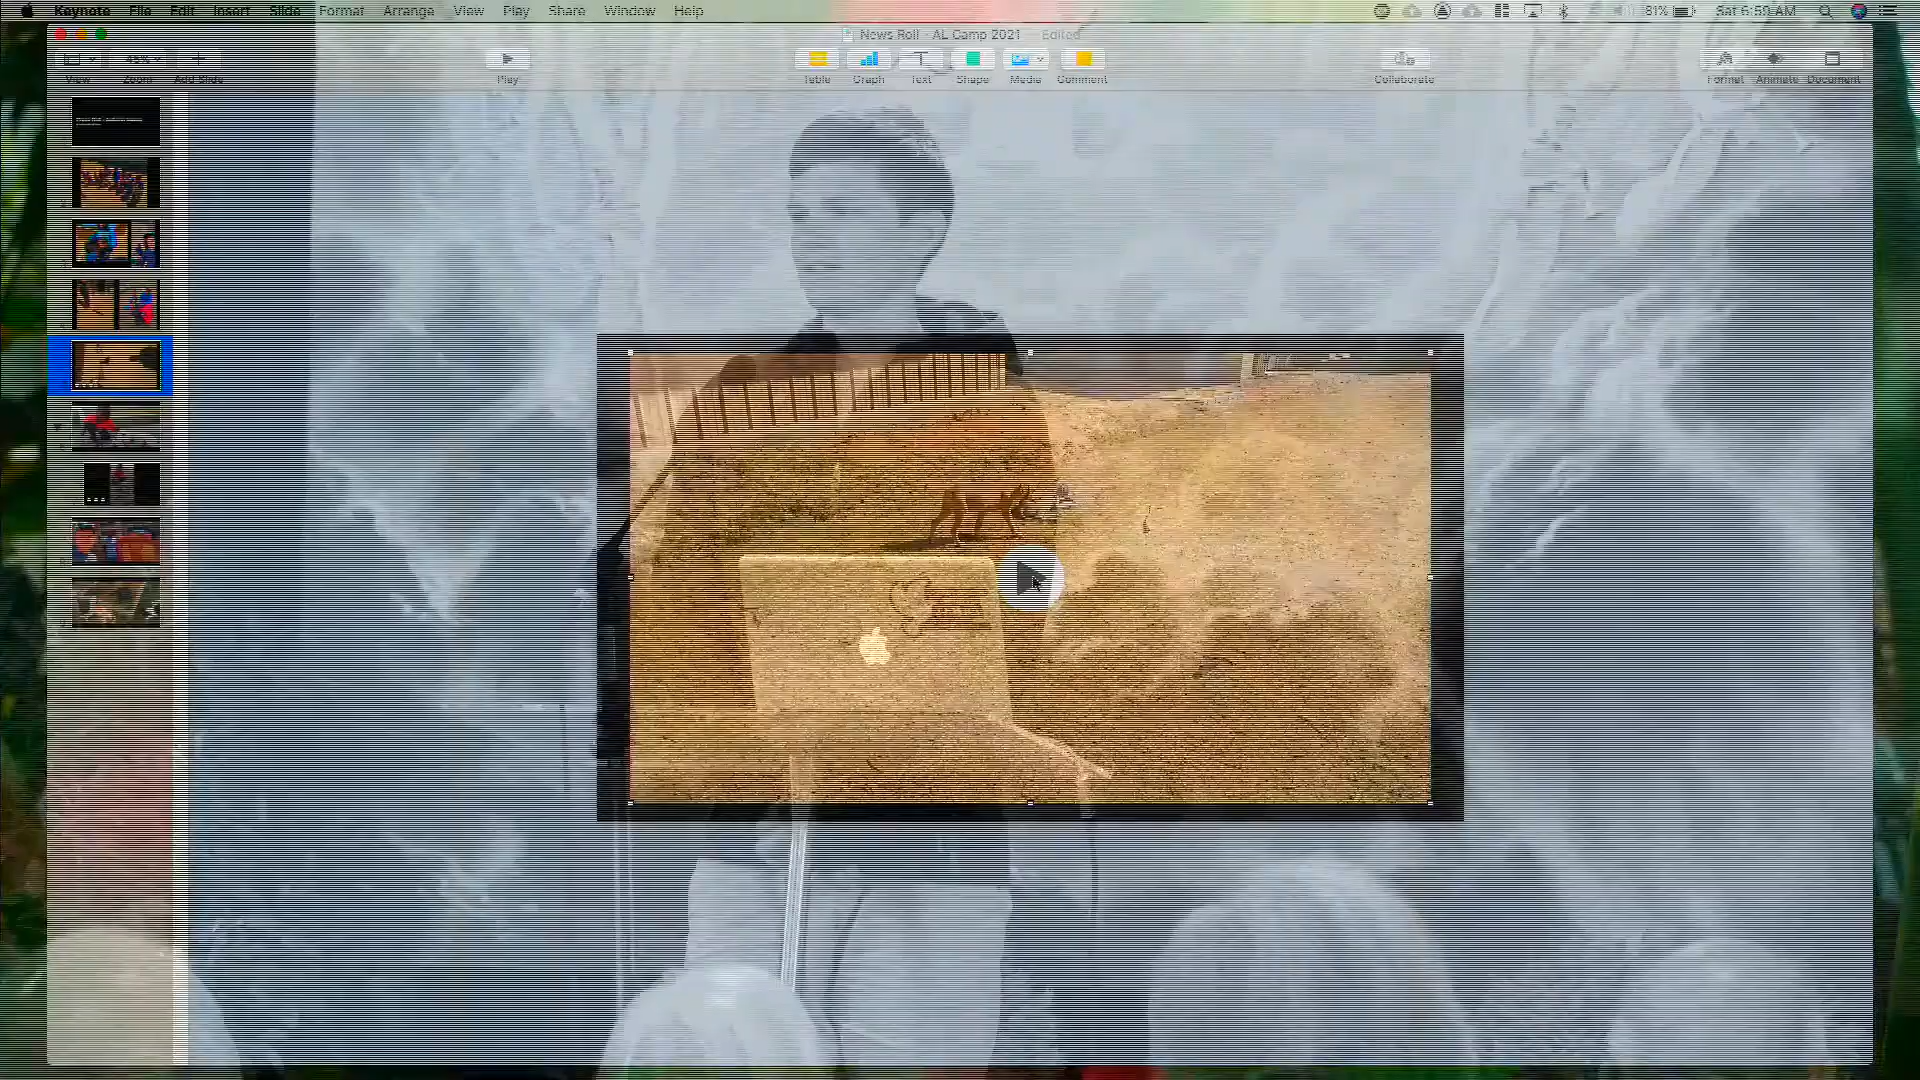 Keynote File Edit Insert Slide Format Arrange View Play Share Window Help
81% Sat 6:59 AM
News Roll - AL Camp 2021 — Edited
View Zoom Add Slide Play Table Graph Text Shape Media Comment Collaborate Format Animate Document